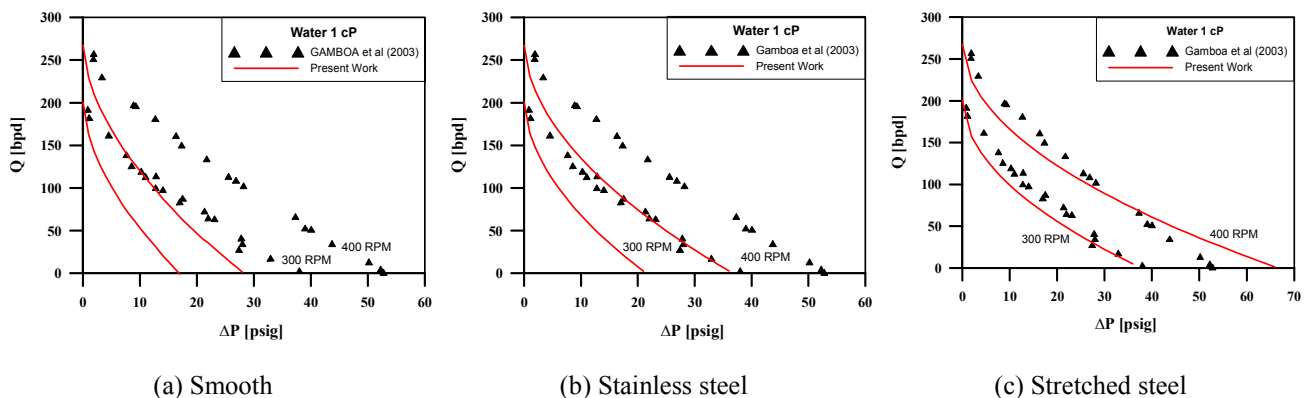 Water 1 cP
GAMBOA et al (2003)
Present Work
300
250
200
150
100
50
0
Q [bpd]
400 RPM
300 RPM
0 10 20 30 40 50 60
ΔP [psig]
(a) Smooth
Water 1 cP
Gamboa et al (2003)
Present Work
300
250
200
150
100
50
0
Q [bpd]
300 RPM
400 RPM
0 10 20 30 40 50 60
ΔP [psig]
(b) Stainless steel
Water 1 cP
Gamboa et al (2003)
Present Work
300
250
200
150
100
50
0
Q [bpd]
400 RPM
300 RPM
0 10 20 30 40 50 60 70
ΔP [psig]
(c) Stretched steel